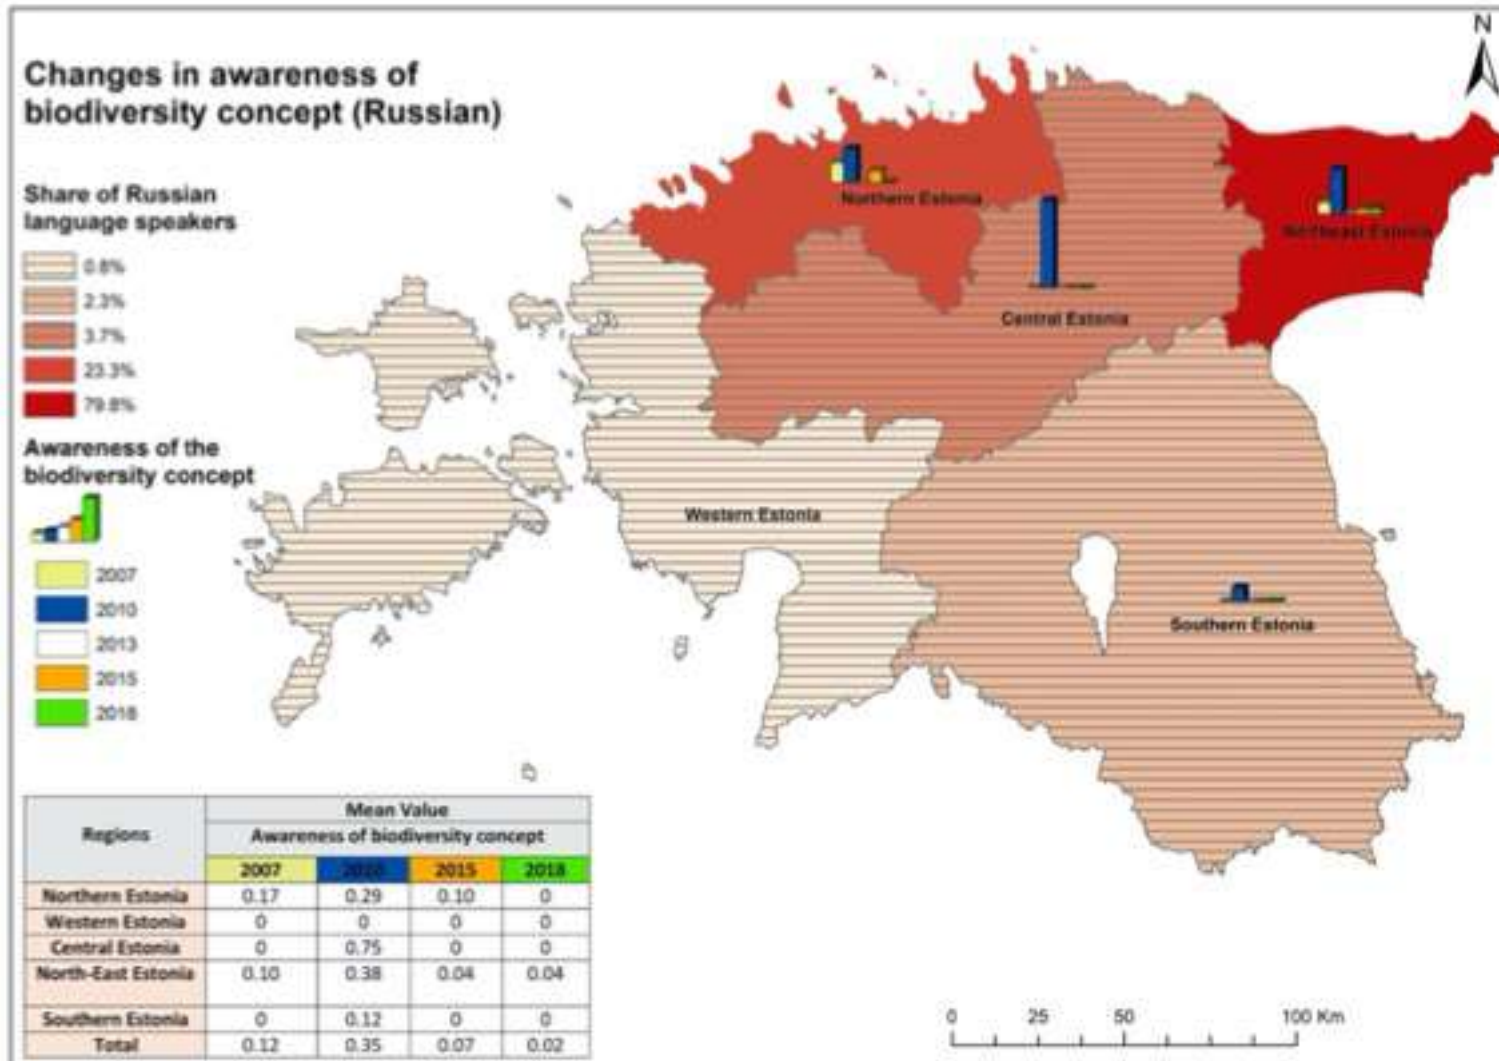 N
Changes in awareness of
biodiversity concept (Russian)
Share of Russian
language speakers
0.8%
2.3%
3.7%
23.3%
79.8%
Awareness of the
biodiversity concept
2007
2010
2013
2015
2018
Northern Estonia
Northeast Estonia
Central Estonia
Western Estonia
Southern Estonia
Regions
Mean Value
Awareness of biodiversity concept
2007 2010 2015 2018
Northern Estonia 0.17 0.29 0.10 0
Western Estonia 0 0 0 0
Central Estonia 0 0.75 0 0
North-East Estonia 0.10 0.38 0.04 0.04
Southern Estonia 0 0.12 0 0
Total 0.12 0.35 0.07 0.02
0 25 50 100 Km